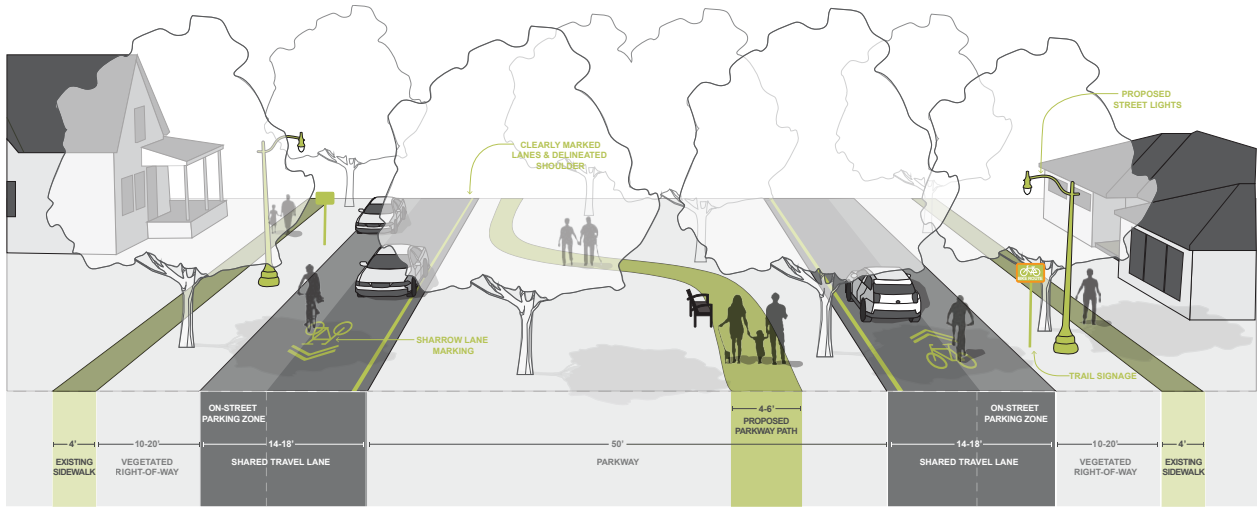 PROPOSED
STREET LIGHTS
CLEARLY MARKED
LANES & DELINEATED
SHOULDER
BIKE ROUTE
SHARROW LANE
MARKING
TRAIL SIGNAGE
ON-STREET
PARKING ZONE
4-6'
PROPOSED
PARKWAY PATH
ON-STREET
PARKING ZONE
4'
10-20'
14-18'
50'
14-18'
10-20'
4'
EXISTING
SIDEWALK
VEGETATED
RIGHT-OF-WAY
SHARED TRAVEL LANE
PARKWAY
SHARED TRAVEL LANE
VEGETATED
RIGHT-OF-WAY
EXISTING
SIDEWALK